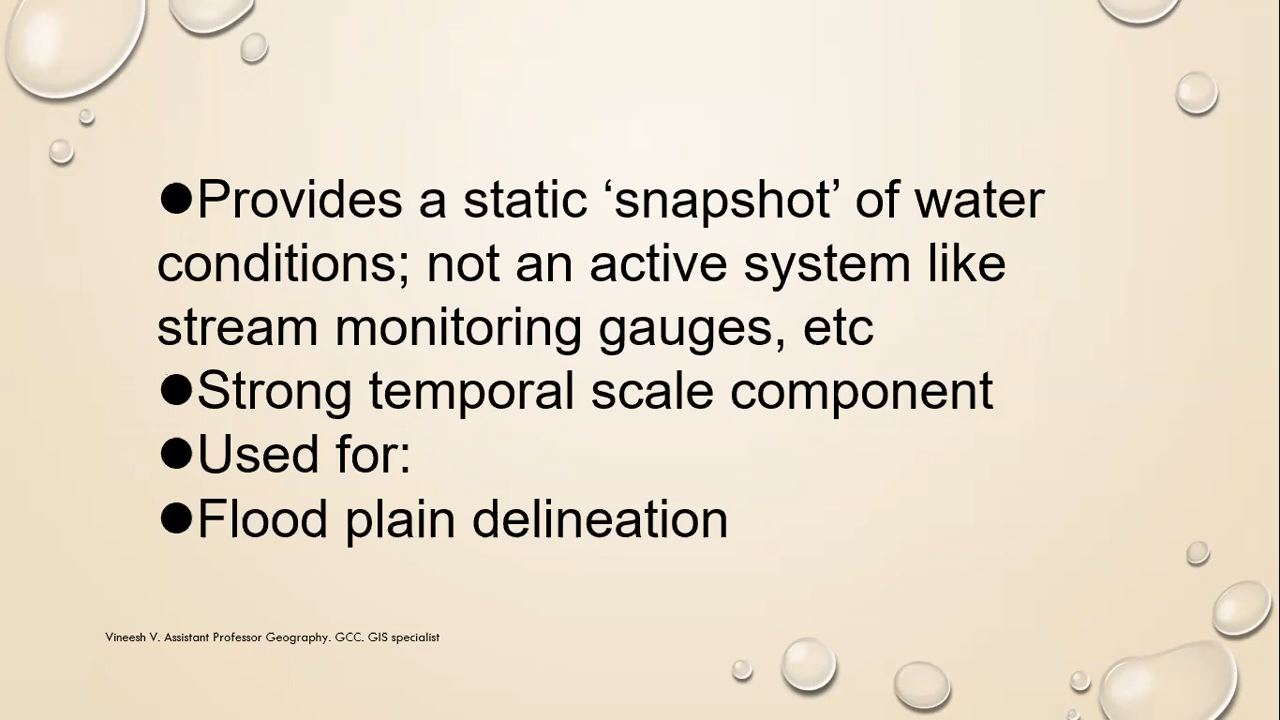 ●Provides a static ‘snapshot’ of water
conditions; not an active system like
stream monitoring gauges, etc
●Strong temporal scale component
●Used for:
●Flood plain delineation
Vineesh V. Assistant Professor Geography. GCC. GIS specialist